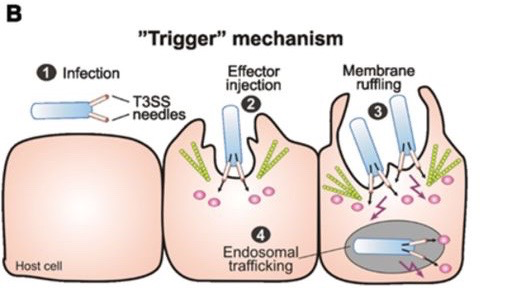 B
”Trigger” mechanism
1 Infection
T3SS
needles
Effector
injection
2
Membrane
ruffling
3
4
Endosomal
trafficking
Host cell